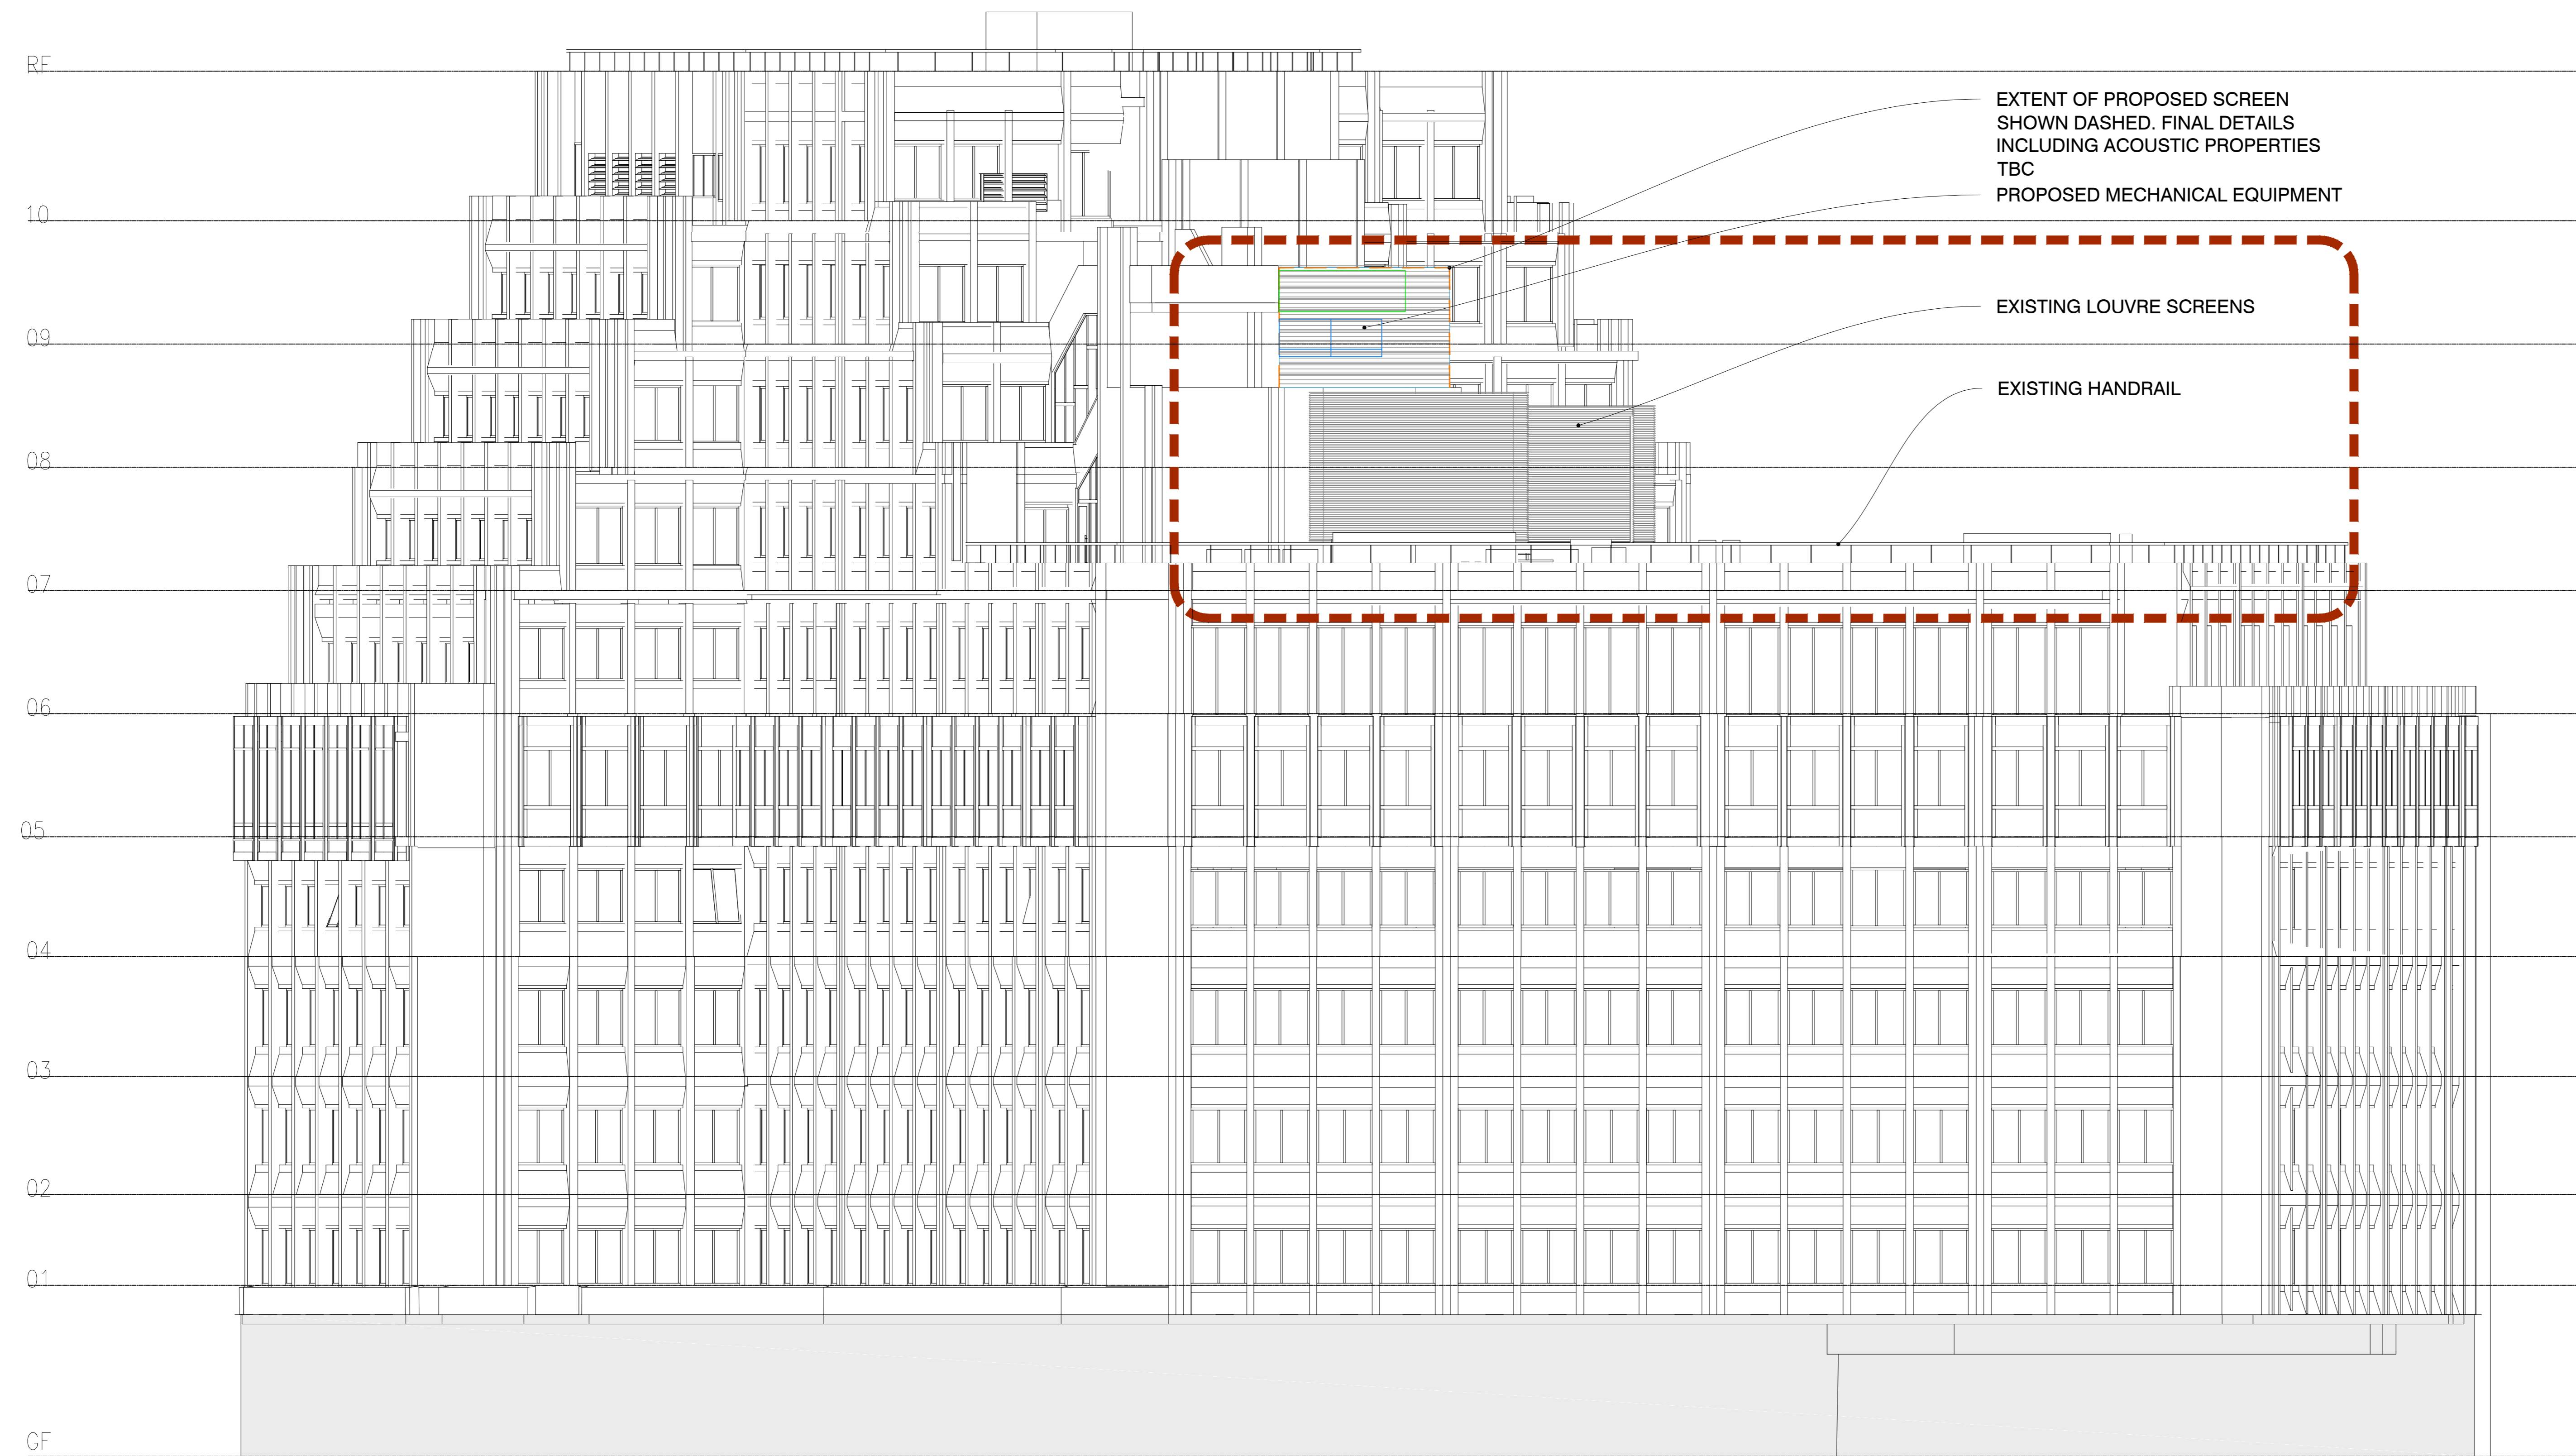 RF
EXTENT OF PROPOSED SCREEN
SHOWN DASHED. FINAL DETAILS
INCLUDING ACOUSTIC PROPERTIES
TBC
PROPOSED MECHANICAL EQUIPMENT
10
EXISTING LOUVRE SCREENS
09
EXISTING HANDRAIL
08
07
06
05
04
03
02
01
GF